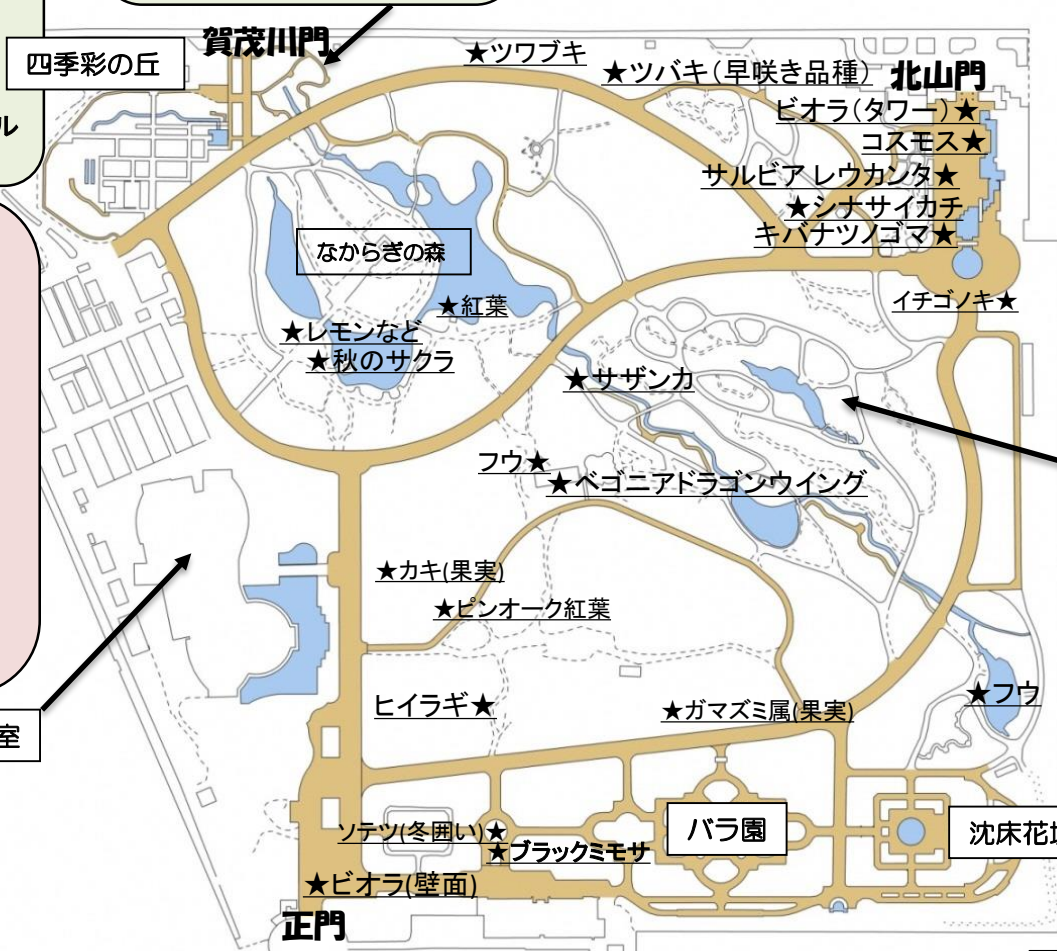 賀茂川門
四季彩の丘
★ツワブキ
★ツバキ(早咲き品種)
北山門
ル
ビオラ(タワー)★
コスモス★
サルビア レウカンタ★
★シナサイカチ
キバナツノゴマ★
なからぎの森
イチゴノキ★
★紅葉
★レモンなど
★秋のサクラ
★サザンカ
フウ★
★ベゴニアドラゴンウイング
★カキ(果実)
★ピンオーク紅葉
ヒイラギ★
★ガマズミ属(果実)
★フウ
室
ソテツ(冬囲い)★
バラ園
沈床花
★ブラックミモサ
★ビオラ(壁面)
正門